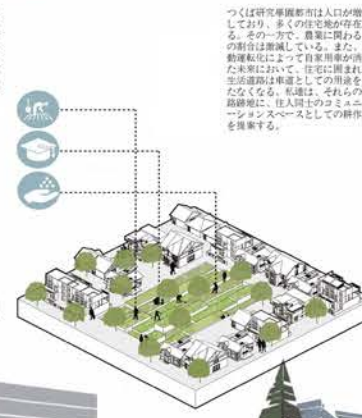 つくば研究学園都市は人口が増
しており、多くの住宅地が存在
る。その一方で、農業に関わる
の割合は激減している。また、
動運転化によって自家用車が消
た未来において、住宅に囲まれ
生活道路は車道としての用途を
たなくなる。私達は、それらの
路跡地に、住人同士のコミュニ
ーションスペースとしての耕作
を提案する。